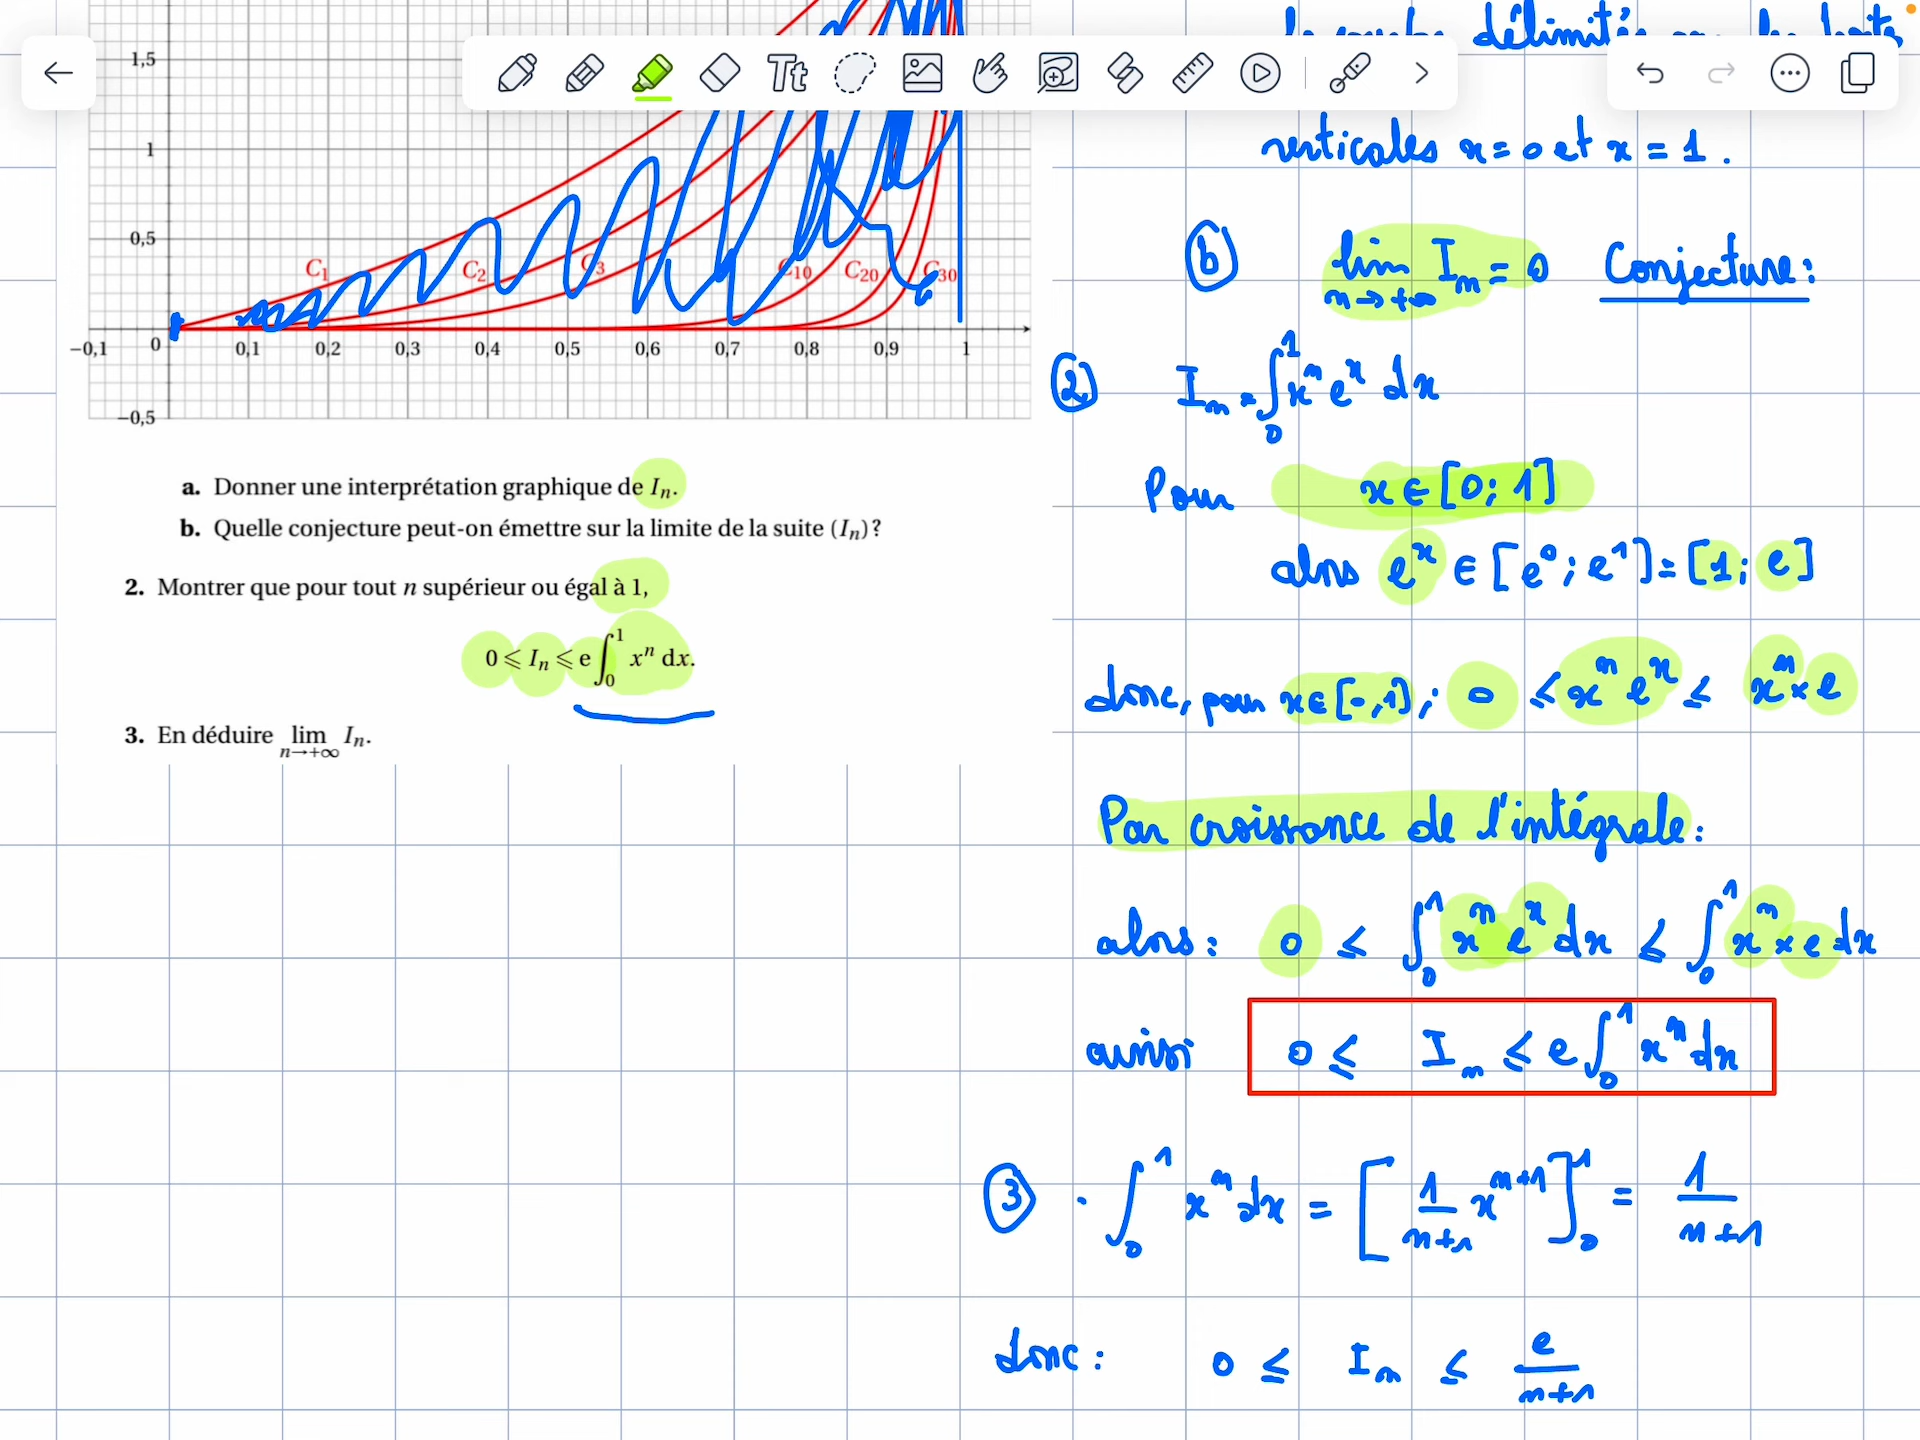 1,5
1
0,5
C₁ C₂ C₃ C₁₀ C₂₀ C₃₀
−0,1 0 0,1 0,2 0,3 0,4 0,5 0,6 0,7 0,8 0,9 1
−0,5
a. Donner une interprétation graphique de Iₙ.
b. Quelle conjecture peut-on émettre sur la limite de la suite (Iₙ)?
2. Montrer que pour tout n supérieur ou égal à 1,
0 ⩽ Iₙ ⩽ e ∫₀¹ xⁿ dx.
3. En déduire lim n→+∞ Iₙ.
Tt
délimitée
verticales x = 0 et x = 1.
b lim n→+∞ Iₙ = 0 Conjecture:
2 Iₙ = ∫₀¹ xⁿ eˣ dx
Pour x ∈ [0; 1]
alors eˣ ∈ [e⁰; e¹] = [1; e]
donc, pour x ∈ [0,1]; 0 ≤ xⁿ eˣ ≤ xⁿ × e
Par croissance de l'intégrale:
alors: 0 ≤ ∫₀¹ xⁿ eˣ dx ≤ ∫₀¹ xⁿ × e dx
ainsi 0 ≤ Iₙ ≤ e ∫₀¹ xⁿ dx
3 · ∫₀¹ xⁿ dx = [1/(n+1) xⁿ⁺¹]₀¹ = 1/(n+1)
donc: 0 ≤ Iₙ ≤ e/(n+1)